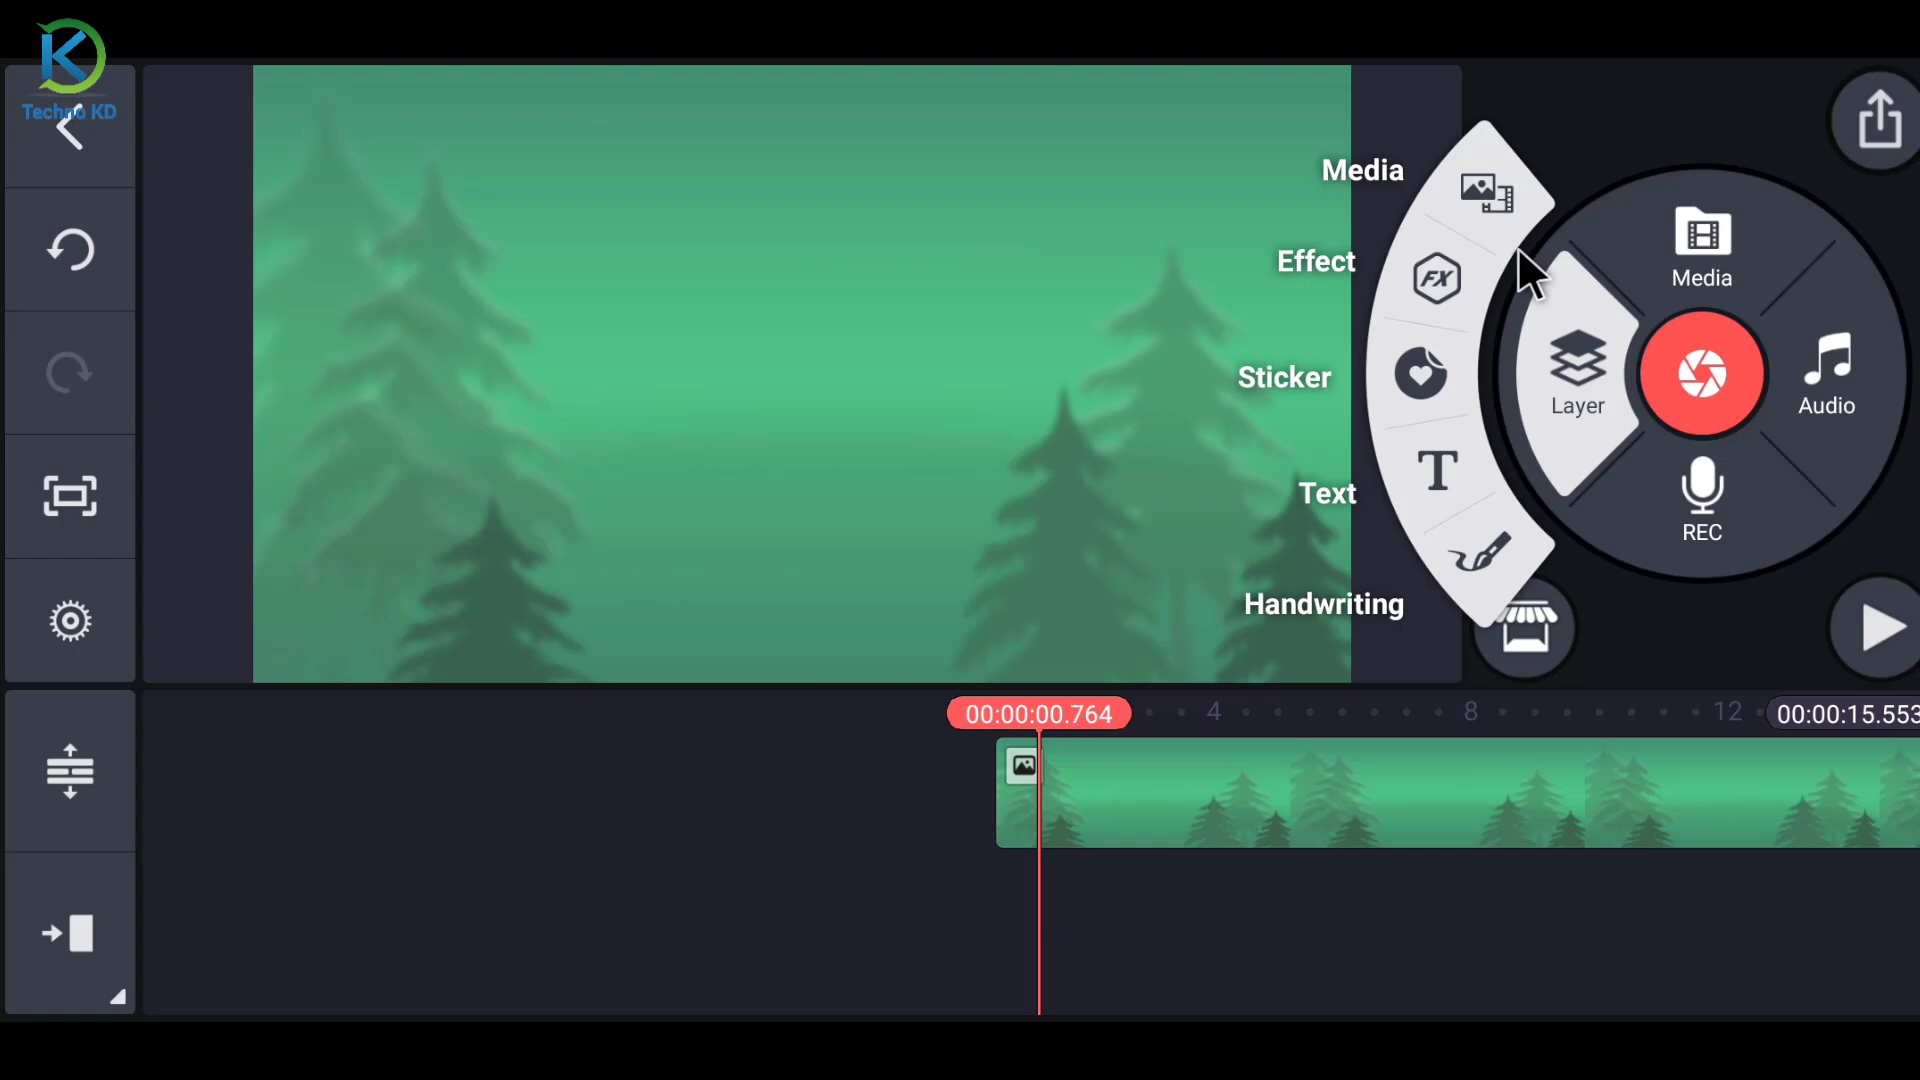 Techno KD
Media
Effect
Sticker
Text
Handwriting
FX
T
Media
Layer
Audio
REC
00:00:00.764
4
8
12
00:00:15.553